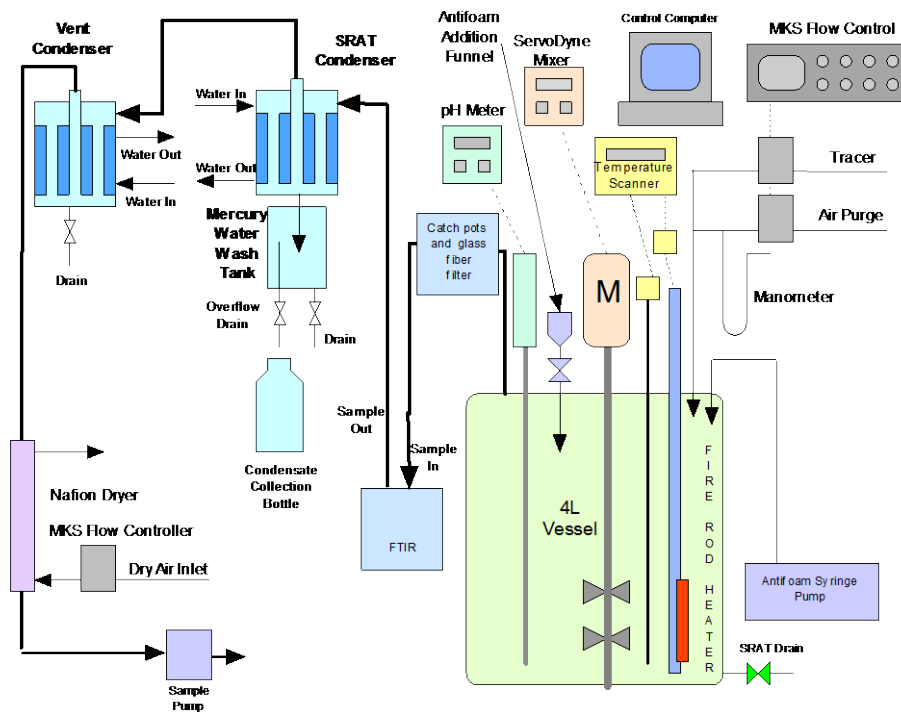 Vent
Condenser
SRAT
Condenser
Antifoam
Addition
Funnel
ServoDyne
Mixer
Control Computer
MKS Flow Control
Water In
Water Out
Water Out
Water In
pH Meter
Temperature
Scanner
Tracer
Air Purge
Manometer
Mercury
Water
Wash
Tank
Catch pots
and glass
fiber
filter
M
Drain
Overflow
Drain
Drain
Sample
Out
Sample
In
Condensate
Collection
Bottle
FTIR
4L
Vessel
FIRE ROD HEATER
Nafion Dryer
MKS Flow Controller
Dry Air Inlet
Antifoam Syringe
Pump
SRAT Drain
Sample
Pump